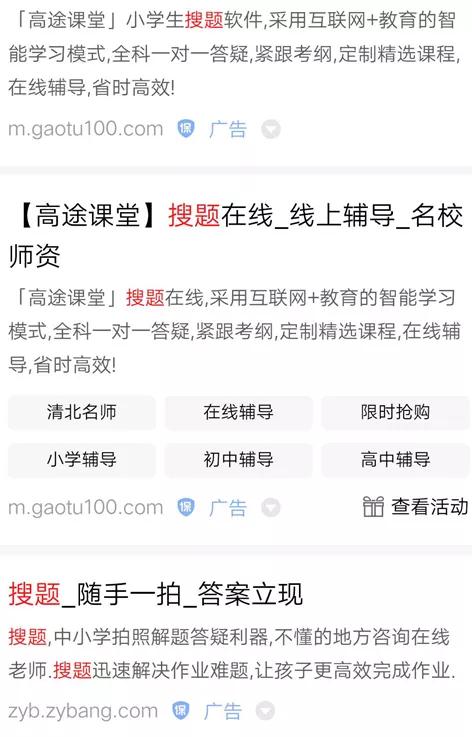 「高途课堂」小学生搜题软件,采用互联网+教育的智
能学习模式,全科一对一答疑,紧跟考纲,定制精选课程,
在线辅导,省时高效!
m.gaotu100.com 保 广告
【高途课堂】搜题在线_线上辅导_名校
师资
「高途课堂」搜题在线,采用互联网+教育的智能学习
模式,全科一对一答疑,紧跟考纲,定制精选课程,在线辅
导,省时高效!
清北名师 在线辅导 限时抢购
小学辅导 初中辅导 高中辅导
m.gaotu100.com 保 广告 查看活动
搜题_随手一拍_答案立现
搜题,中小学拍照解题答疑利器,不懂的地方咨询在线
老师.搜题迅速解决作业难题,让孩子更高效完成作业.
zyb.zybang.com 保 广告